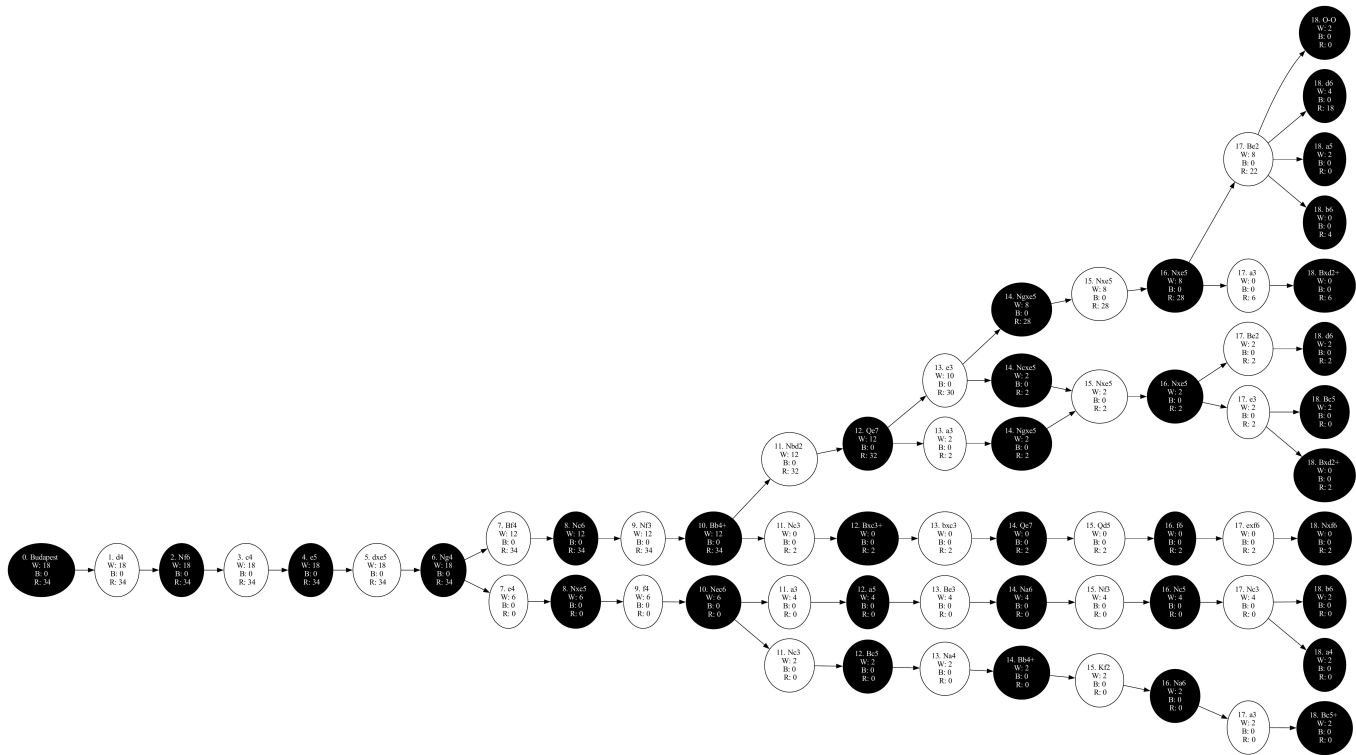 0. Budapest
W: 18
B: 0
R: 34
1. d4
W: 18
B: 0
R: 34
2. Nf6
W: 18
B: 0
R: 34
3. c4
W: 18
B: 0
R: 34
4. e5
W: 18
B: 0
R: 34
5. dxe5
W: 18
B: 0
R: 34
6. Ng4
W: 18
B: 0
R: 34
7. Bf4
W: 12
B: 0
R: 34
8. Nc6
W: 12
B: 0
R: 34
9. Nf3
W: 12
B: 0
R: 34
10. Bb4+
W: 12
B: 0
R: 34
11. Nbd2
W: 12
B: 0
R: 32
12. Qe7
W: 12
B: 0
R: 32
13. e3
W: 10
B: 0
R: 30
14. Ngxe5
W: 8
B: 0
R: 28
15. Nxe5
W: 8
B: 0
R: 28
16. Nxe5
W: 8
B: 0
R: 28
17. Be2
W: 8
B: 0
R: 22
18. O-O
W: 2
B: 0
R: 0
18. d6
W: 4
B: 0
R: 18
18. a5
W: 2
B: 0
R: 0
18. b6
W: 0
B: 0
R: 4
17. a3
W: 0
B: 0
R: 6
18. Bxd2+
W: 0
B: 0
R: 6
14. Ncxe5
W: 2
B: 0
R: 2
13. a3
W: 2
B: 0
R: 2
14. Ngxe5
W: 2
B: 0
R: 2
15. Nxe5
W: 2
B: 0
R: 2
16. Nxe5
W: 2
B: 0
R: 2
17. Be2
W: 2
B: 0
R: 2
18. d6
W: 2
B: 0
R: 2
17. e3
W: 2
B: 0
R: 2
18. Bc5
W: 2
B: 0
R: 0
18. Bxd2+
W: 0
B: 0
R: 2
11. Nc3
W: 0
B: 0
R: 2
12. Bxc3+
W: 0
B: 0
R: 2
13. bxc3
W: 0
B: 0
R: 2
14. Qe7
W: 0
B: 0
R: 2
15. Qd5
W: 0
B: 0
R: 2
16. f6
W: 0
B: 0
R: 2
17. exf6
W: 0
B: 0
R: 2
18. Nxf6
W: 0
B: 0
R: 2
7. e4
W: 6
B: 0
R: 0
8. Nxe5
W: 6
B: 0
R: 0
9. f4
W: 6
B: 0
R: 0
10. Nec6
W: 6
B: 0
R: 0
11. a3
W: 4
B: 0
R: 0
12. a5
W: 4
B: 0
R: 0
13. Be3
W: 4
B: 0
R: 0
14. Na6
W: 4
B: 0
R: 0
15. Nf3
W: 4
B: 0
R: 0
16. Nc5
W: 4
B: 0
R: 0
17. Nc3
W: 4
B: 0
R: 0
18. b6
W: 2
B: 0
R: 0
18. a4
W: 2
B: 0
R: 0
11. Nc3
W: 2
B: 0
R: 0
12. Bc5
W: 2
B: 0
R: 0
13. Na4
W: 2
B: 0
R: 0
14. Bb4+
W: 2
B: 0
R: 0
15. Kf2
W: 2
B: 0
R: 0
16. Na6
W: 2
B: 0
R: 0
17. a3
W: 2
B: 0
R: 0
18. Bc5+
W: 2
B: 0
R: 0